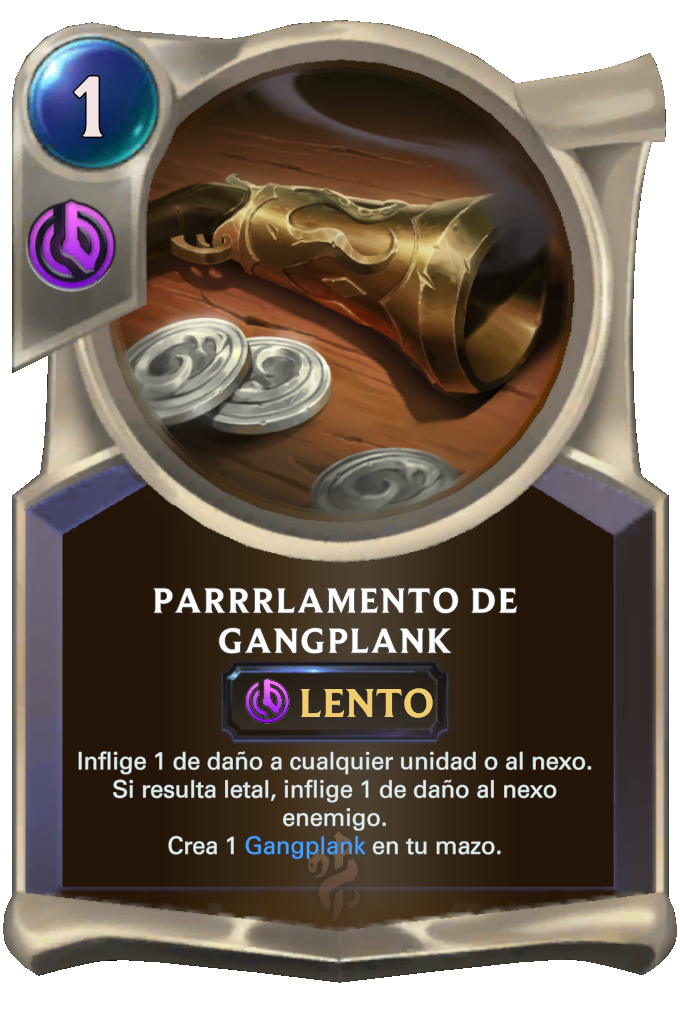 1
PARRRLAMENTO DE
GANGPLANK
LENTO
Inflige 1 de daño a cualquier unidad o al nexo.
Si resulta letal, inflige 1 de daño al nexo
enemigo.
Crea 1 Gangplank en tu mazo.